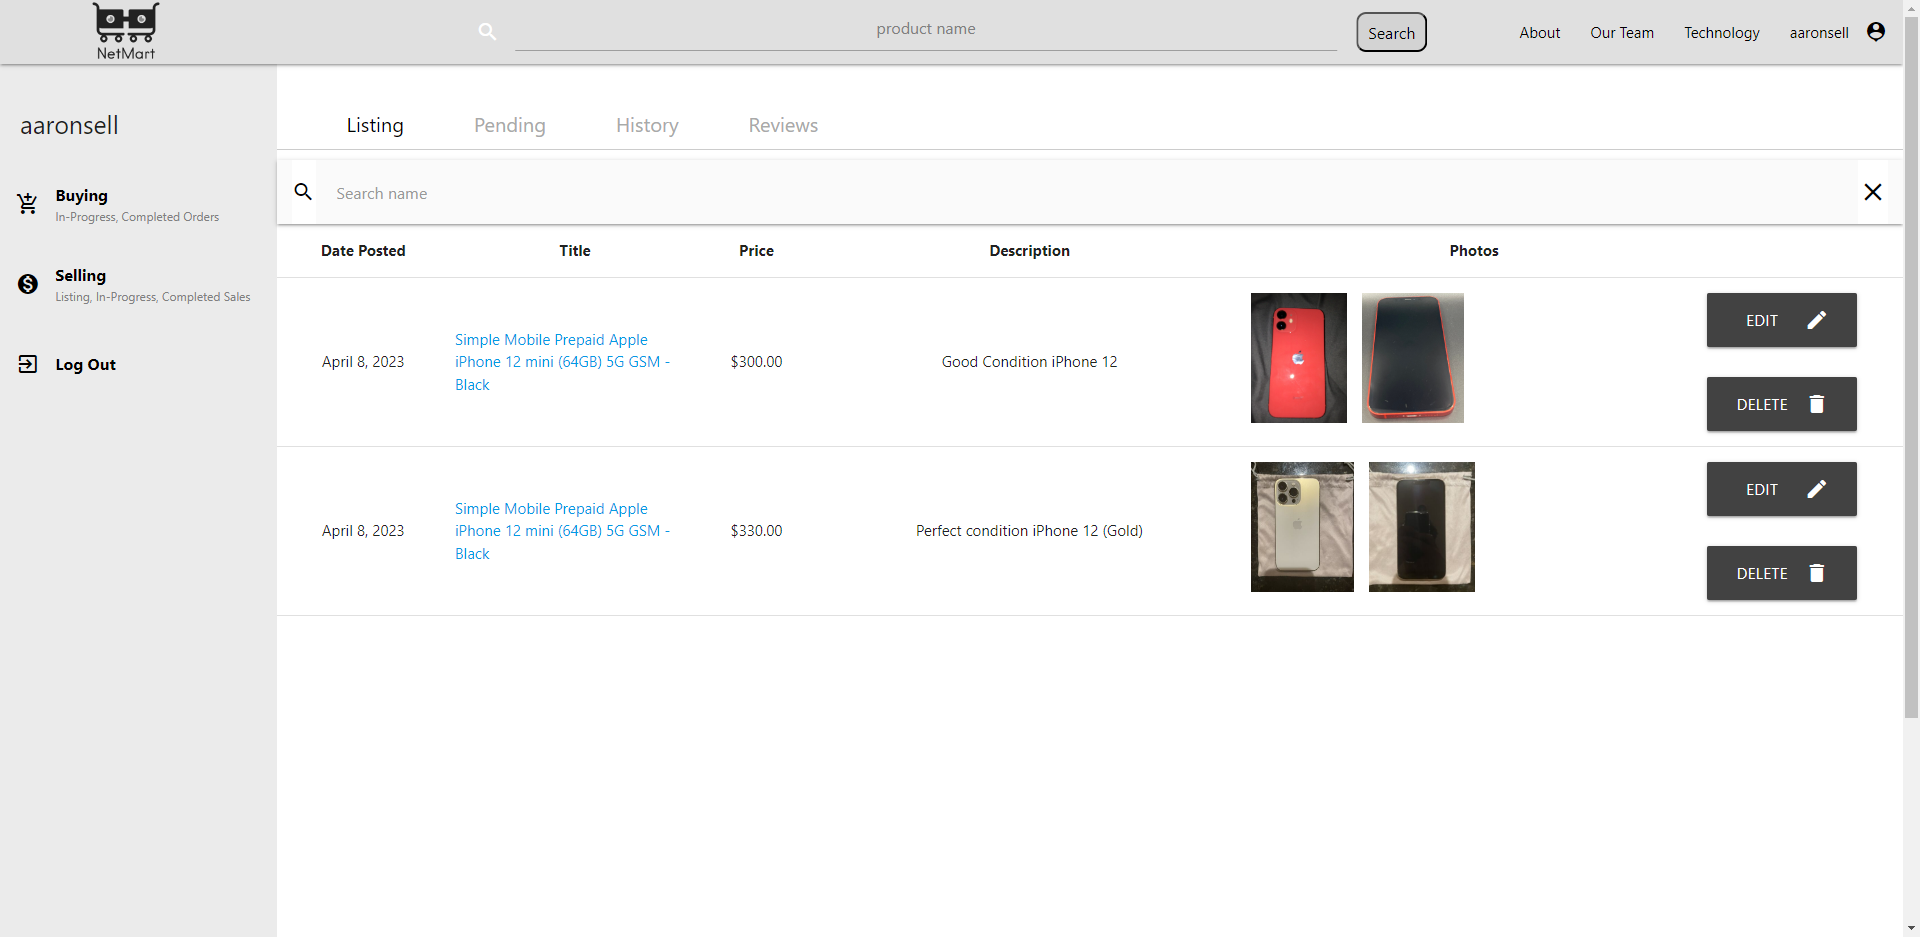 NetMart
product name
Search
About
Our Team
Technology
aaronsell
aaronsell
Buying
In-Progress, Completed Orders
Selling
Listing, In-Progress, Completed Sales
Log Out
Listing
Pending
History
Reviews
Search name
Date Posted
Title
Price
Description
Photos
April 8, 2023
Simple Mobile Prepaid Apple
iPhone 12 mini (64GB) 5G GSM -
Black
$300.00
Good Condition iPhone 12
EDIT
DELETE
April 8, 2023
Simple Mobile Prepaid Apple
iPhone 12 mini (64GB) 5G GSM -
Black
$330.00
Perfect condition iPhone 12 (Gold)
EDIT
DELETE